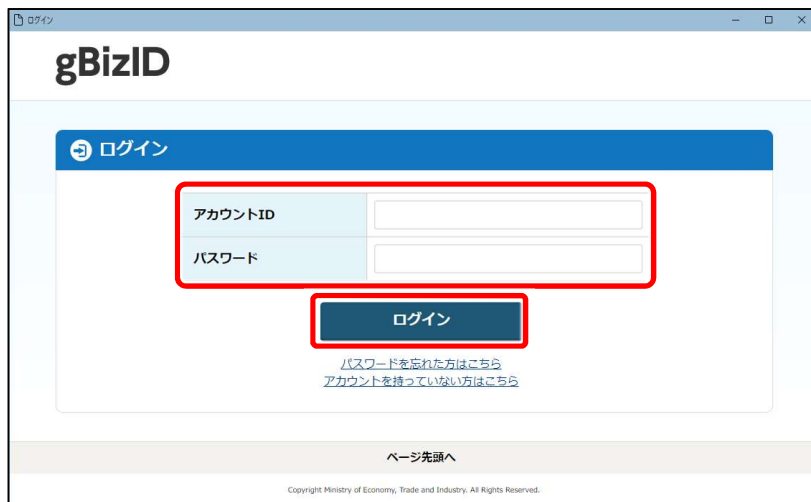 ログイン
gBizID
ログイン
アカウントID
パスワード
ログイン
パスワードを忘れた方はこちら
アカウントを持っていない方はこちら
ページ先頭へ
Copyright Ministry of Economy, Trade and Industry. All Rights Reserved.